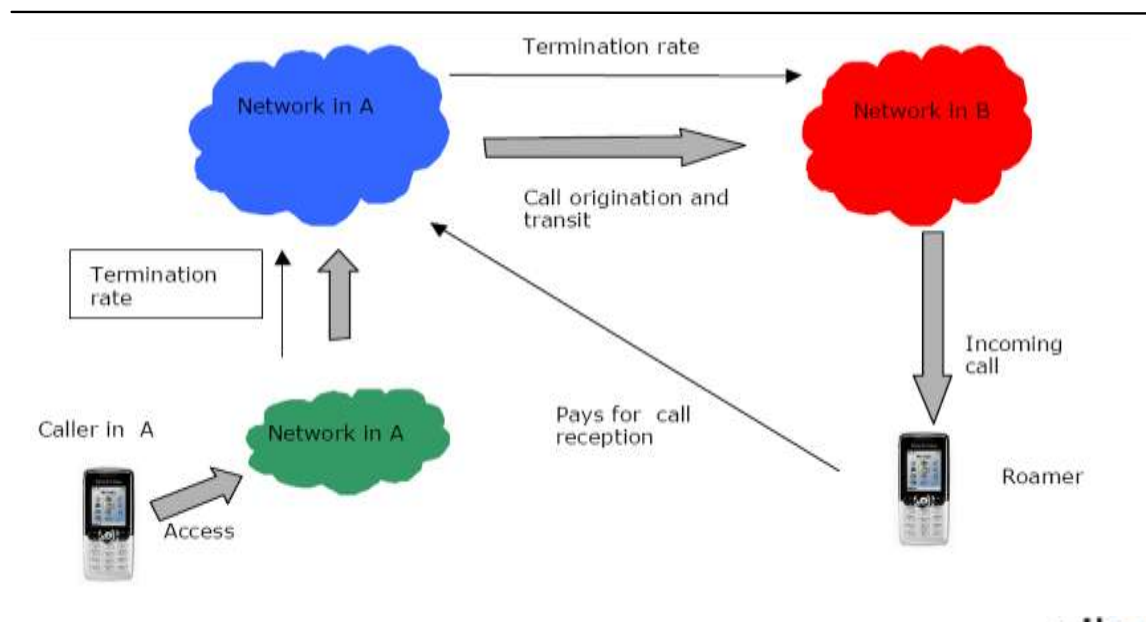 Termination rate
Network in A
Network in B
Call origination and
transit
Termination
rate
Incoming
call
Pays for call
reception
Caller in A
Network in A
Roamer
Access